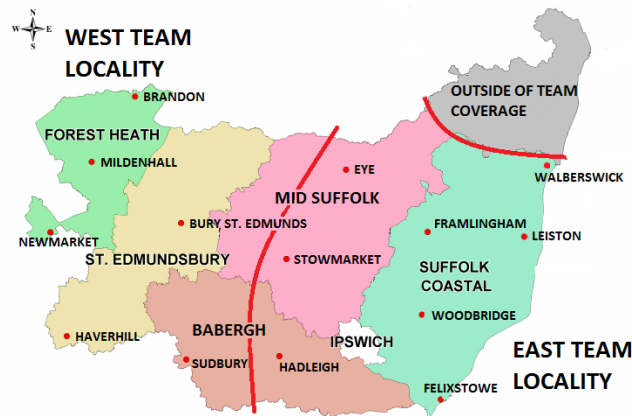 N
W E
S
WEST TEAM
LOCALITY
BRANDON
FOREST HEATH
MILDENHALL
NEWMARKET
BURY ST. EDMUNDS
ST. EDMUNDSBURY
HAVERHILL
OUTSIDE OF TEAM
COVERAGE
EYE
MID SUFFOLK
STOWMARKET
WALBERSWICK
FRAMLINGHAM
LEISTON
SUFFOLK
COASTAL
WOODBRIDGE
BABERGH
IPSWICH
SUDBURY
HADLEIGH
FELIXSTOWE
EAST TEAM
LOCALITY